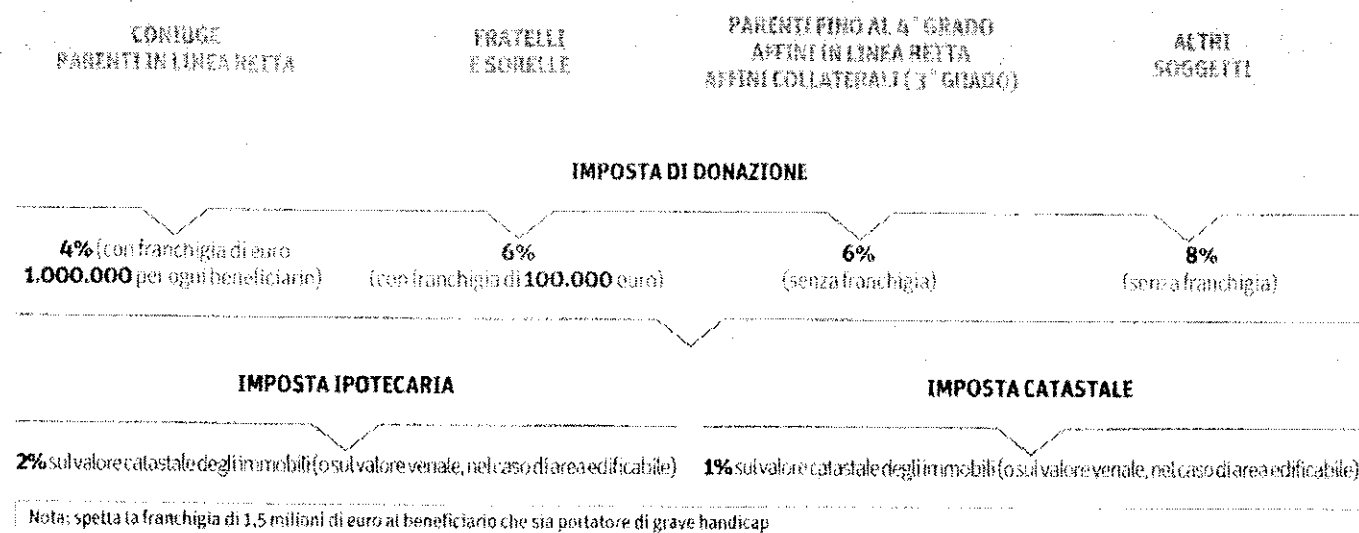 CONIUGE
PARENTI IN LINEA RETTA
FRATELLI
E SORELLE
PARENTI FINO AL 4° GRADO
AFFINI IN LINEA RETTA
AFFINI COLLATERALI (3° GRADO)
ALTRI
SOGGETTI
IMPOSTA DI DONAZIONE
4% (con franchigia di euro
1.000.000 per ogni beneficiario)
6%
(con franchigia di 100.000 euro)
6%
(senza franchigia)
8%
(senza franchigia)
IMPOSTA IPOTECARIA
2% sul valore catastale degli immobili (o sul valore venale, nel caso di area edificabile)
IMPOSTA CATASTALE
1% sul valore catastale degli immobili (o sul valore venale, nel caso di area edificabile)
Nota: spetta la franchigia di 1,5 milioni di euro al beneficiario che sia portatore di grave handicap